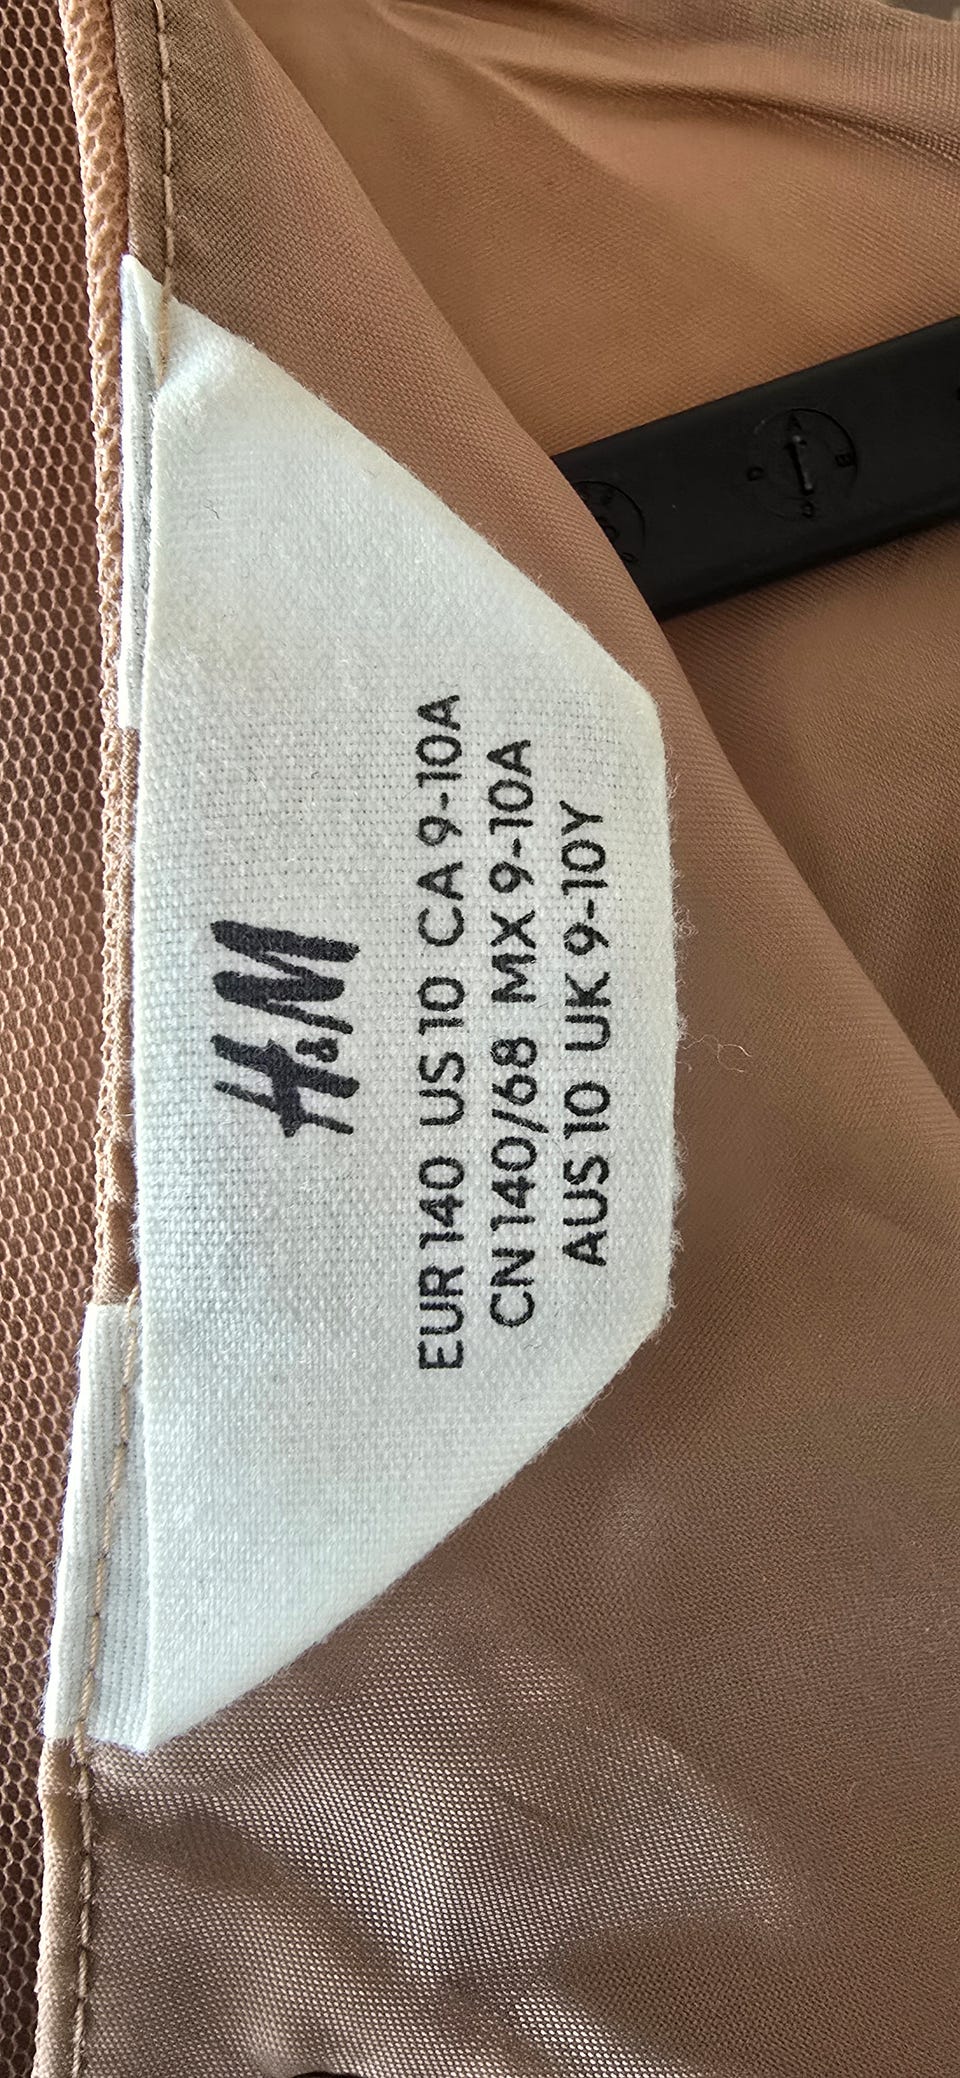 H&M
EUR 140 US 10 CA 9-10A
CN 140/68 MX 9-10A
AUS 10 UK 9-10Y